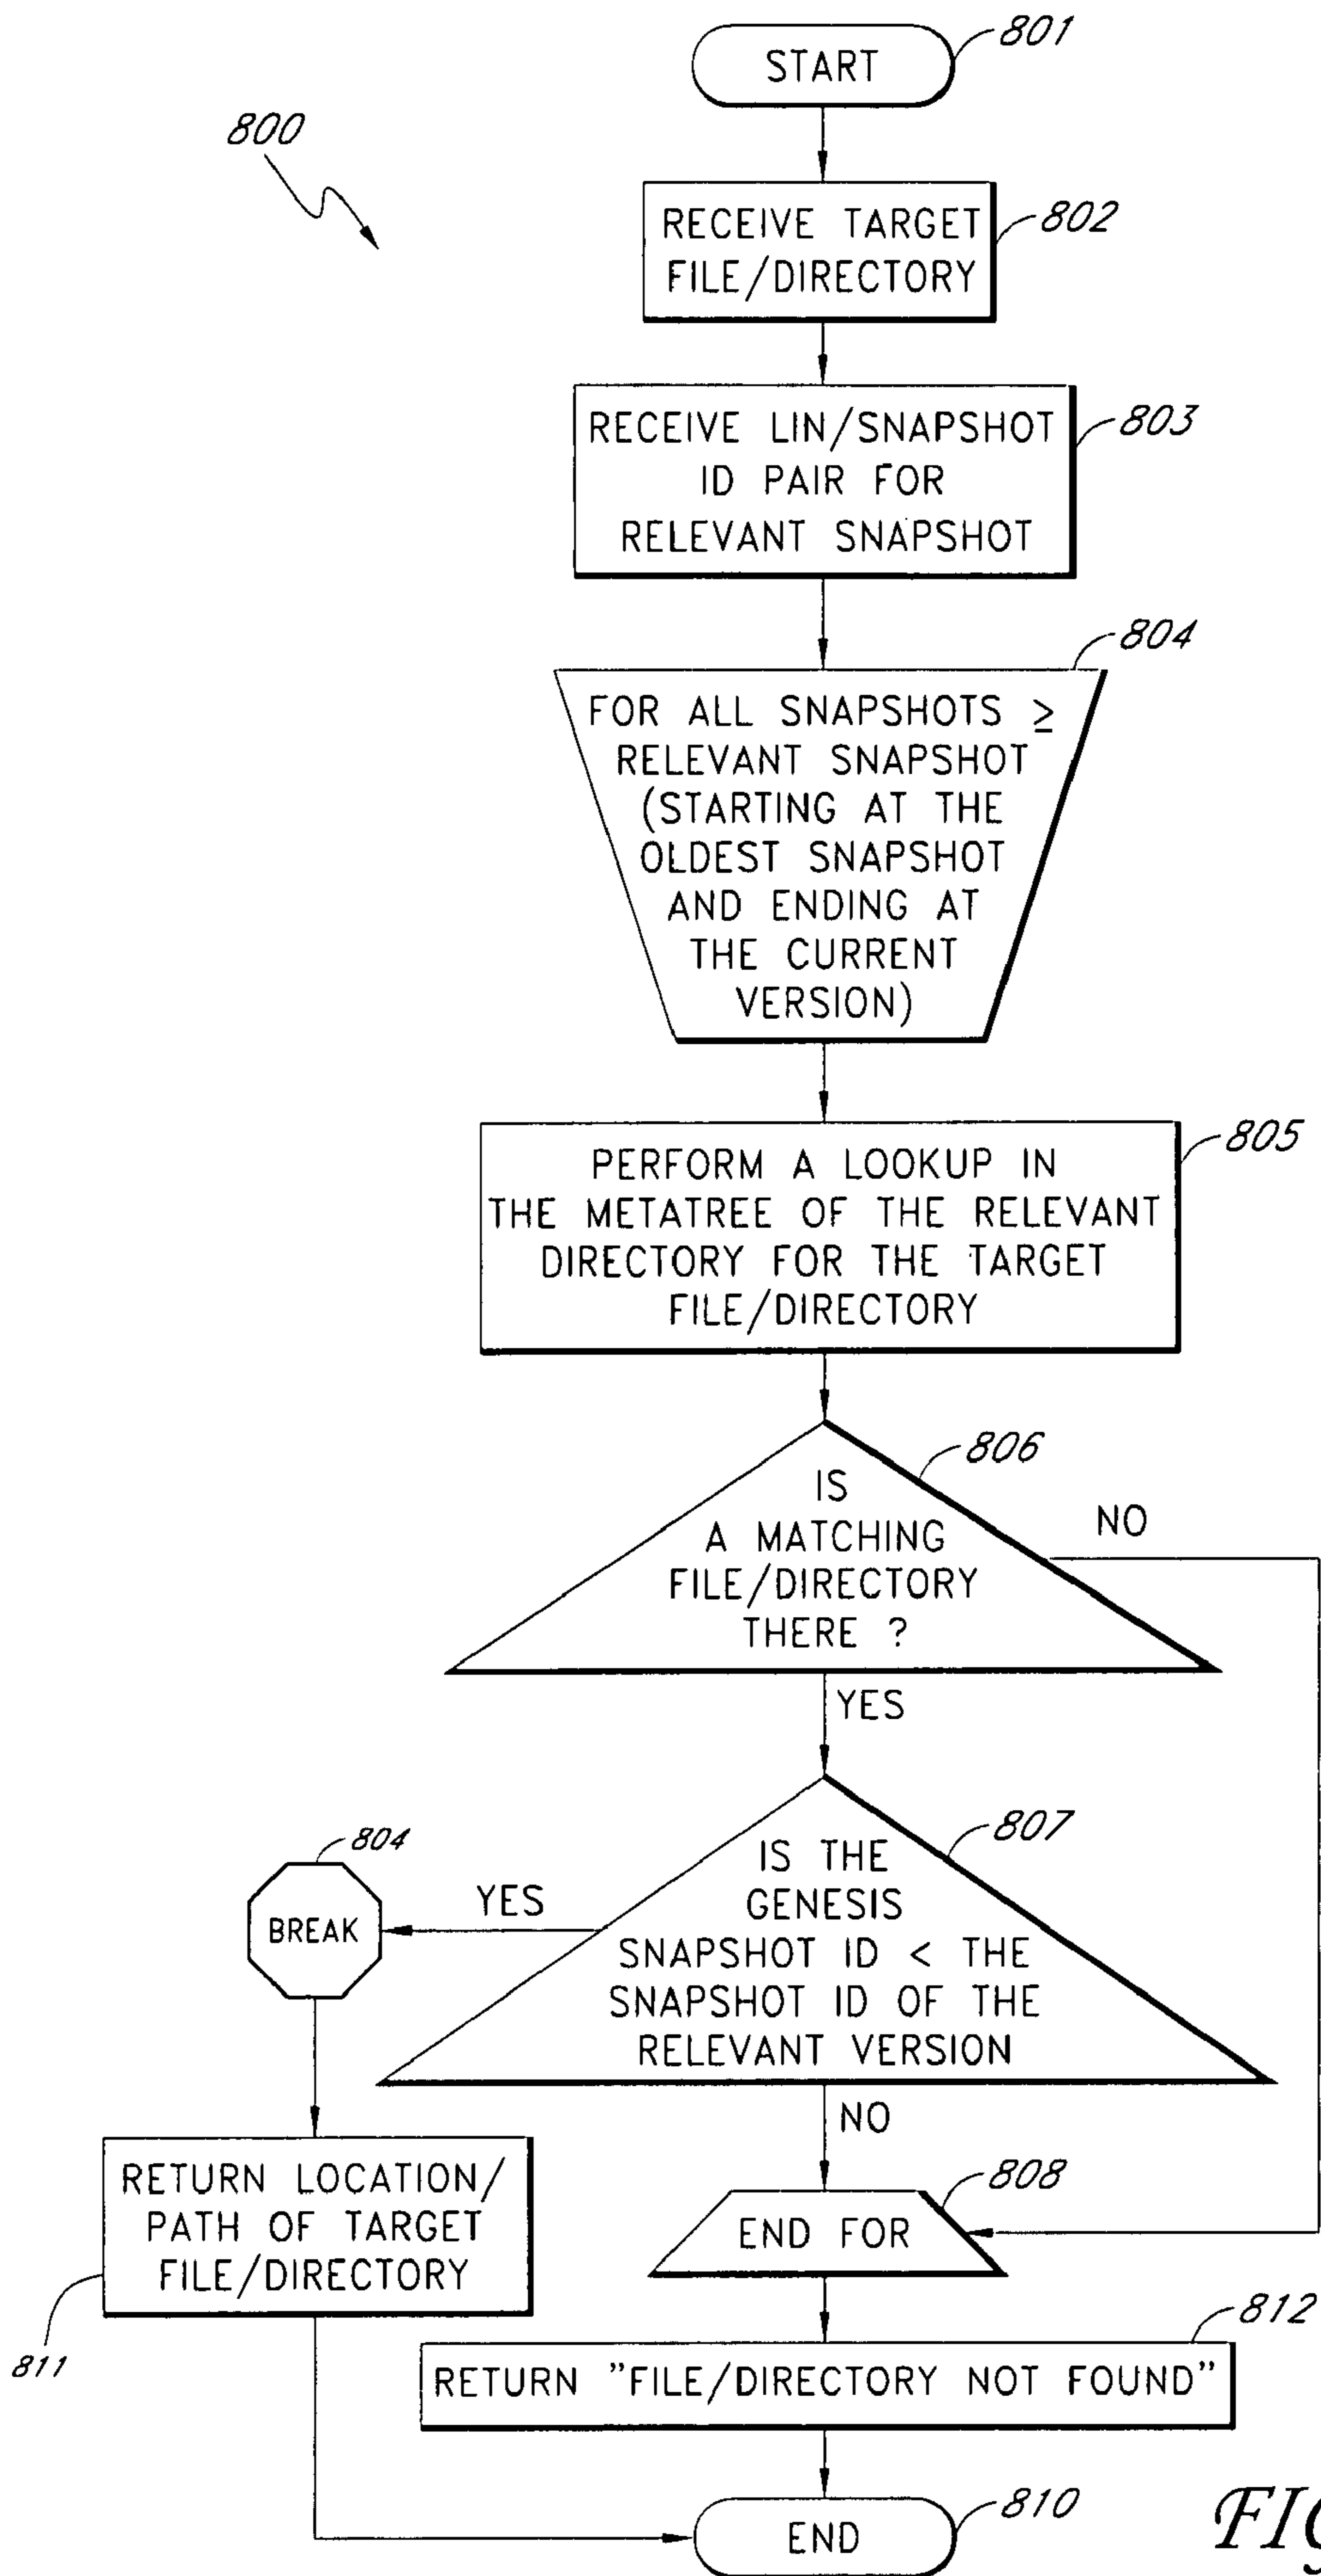 801
START
800
802
RECEIVE TARGET
FILE/DIRECTORY
803
RECEIVE LIN/SNAPSHOT
ID PAIR FOR
RELEVANT SNAPSHOT
804
FOR ALL SNAPSHOTS ≥
RELEVANT SNAPSHOT
(STARTING AT THE
OLDEST SNAPSHOT
AND ENDING AT
THE CURRENT
VERSION)
805
PERFORM A LOOKUP IN
THE METATREE OF THE RELEVANT
DIRECTORY FOR THE TARGET
FILE/DIRECTORY
806
IS
A MATCHING
FILE/DIRECTORY
THERE ?
NO
YES
807
IS THE
GENESIS
SNAPSHOT ID < THE
SNAPSHOT ID OF THE
RELEVANT VERSION
YES
804
BREAK
NO
808
END FOR
RETURN LOCATION/
PATH OF TARGET
FILE/DIRECTORY
811
812
RETURN "FILE/DIRECTORY NOT FOUND"
810
END